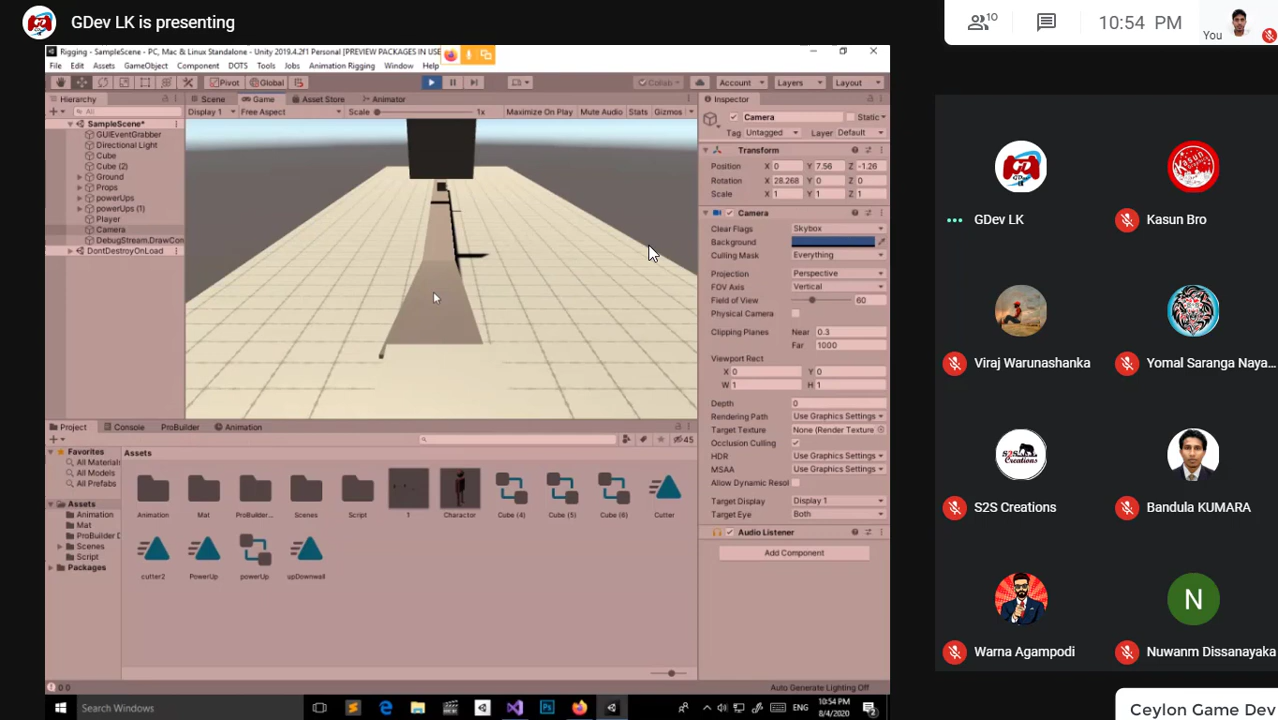 GDev LK is presenting
10
10:54 PM
You
Rigging - SampleScene - PC, Mac & Linux Standalone - Unity 2019.4.2f1 Personal [PREVIEW PACKAGES IN USE
File Edit Assets GameObject Component DOTS Tools Jobs Animation Rigging Window Help
Pivot Global Collab Account Layers Layout
Hierarchy
All
SampleScene*
GUIEventGrabber
Directional Light
Cube
Cube (2)
Ground
Props
powerUps
powerUps (1)
Player
Camera
DebugStream.DrawCon
DontDestroyOnLoad
Scene Game Asset Store Animator
Display 1 Free Aspect Scale 1x Maximize On Play Mute Audio Stats Gizmos
Inspector
Camera Static
Tag Untagged Layer Default
Transform
Position X 0 Y 7.56 Z -1.26
Rotation X 28.268 Y 0 Z 0
Scale X 1 Y 1 Z 1
Camera
Clear Flags Skybox
Background
Culling Mask Everything
Projection Perspective
FOV Axis Vertical
Field of View 60
Physical Camera
Clipping Planes Near 0.3
Far 1000
Viewport Rect
X 0 Y 0
W 1 H 1
Depth 0
Rendering Path Use Graphics Settings
Target Texture None (Render Texture
Occlusion Culling
HDR Use Graphics Settings
MSAA Use Graphics Settings
Allow Dynamic Resol
Target Display Display 1
Target Eye Both
Audio Listener
Add Component
Project Console ProBuilder Animation
45
Favorites
All Material
All Models
All Prefabs
Assets
Animation
Mat
ProBuilder D
Scenes
Script
Packages
Assets
Animation Mat ProBuilder... Scenes Script 1 Charactor Cube (4) Cube (5) Cube (6) Cutter
cutter2 PowerUp powerUp upDownwall
0 0
Auto Generate Lighting Off
Search Windows
ENG
10:54 PM
8/4/2020
2
GDev LK
Kasun Bro
Viraj Warunashanka
Yomal Saranga Naya...
S2S Creations
Bandula KUMARA
Warna Agampodi
N
Nuwanm Dissanayaka
Ceylon Game Dev